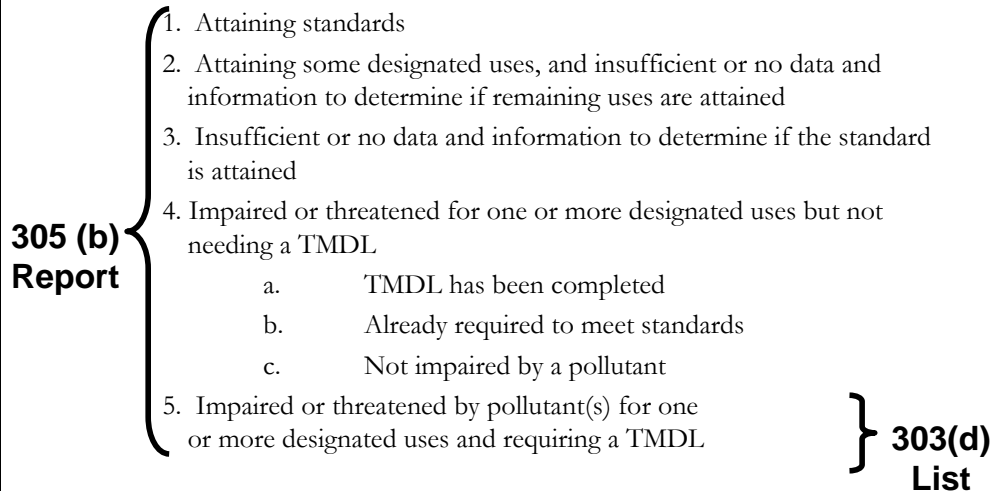 1. Attaining standards
2. Attaining some designated uses, and insufficient or no data and
information to determine if remaining uses are attained
3. Insufficient or no data and information to determine if the standard
is attained
4. Impaired or threatened for one or more designated uses but not
needing a TMDL
305 (b)
Report
a. TMDL has been completed
b. Already required to meet standards
c. Not impaired by a pollutant
5. Impaired or threatened by pollutant(s) for one
or more designated uses and requiring a TMDL
303(d)
List